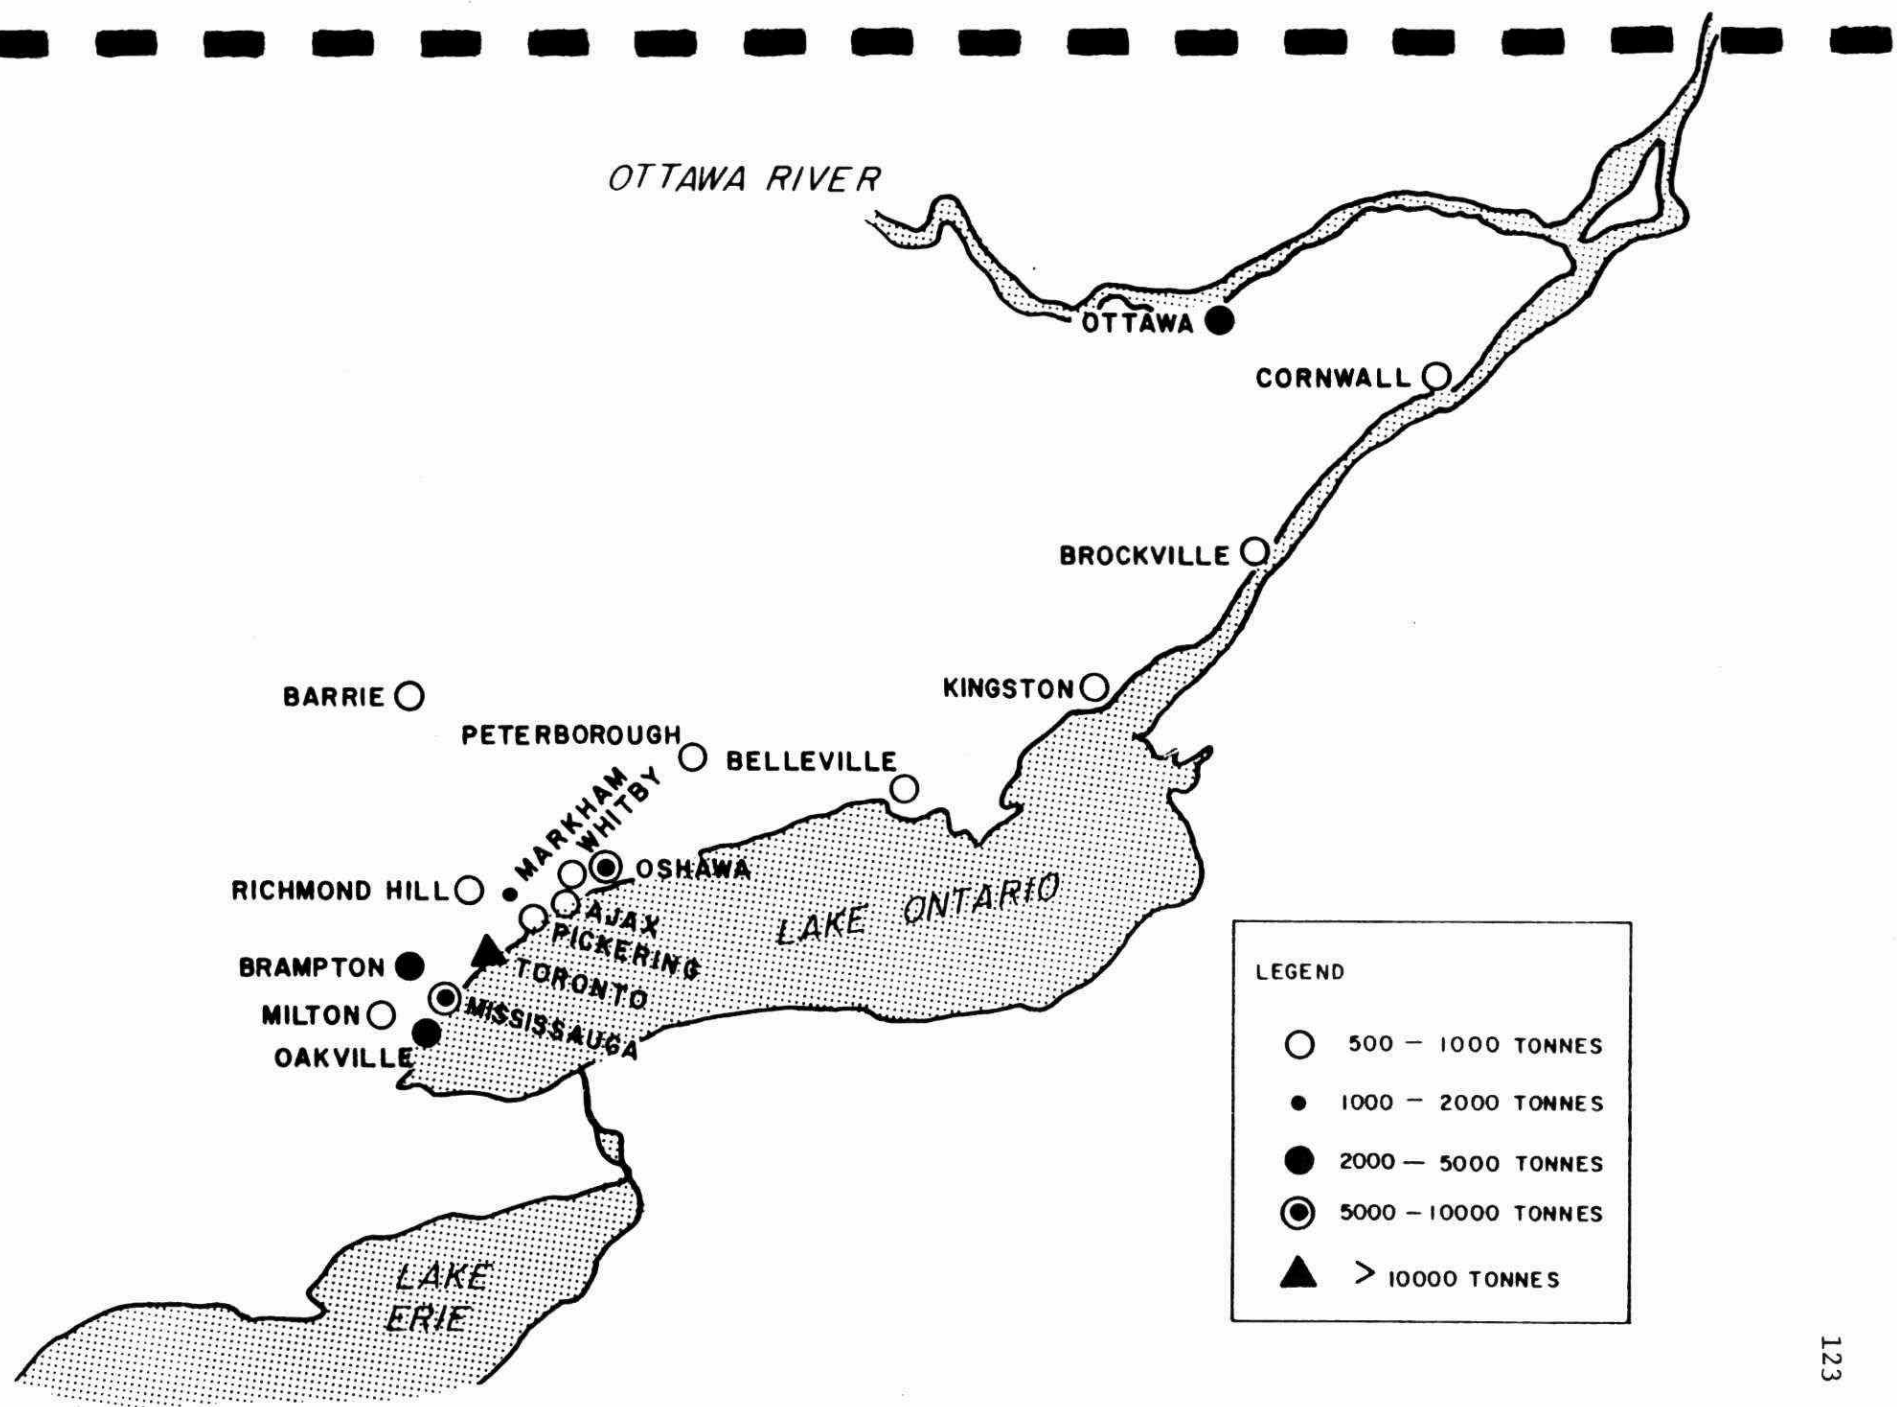 OTTAWA RIVER
OTTAWA
CORNWALL
BROCKVILLE
KINGSTON
BARRIE
PETERBOROUGH
BELLEVILLE
MARKHAM
WHITBY
OSHAWA
RICHMOND HILL
AJAX
PICKERING
LAKE ONTARIO
BRAMPTON
TORONTO
MILTON
MISSISSAUGA
OAKVILLE
LAKE
ERIE
LEGEND
500 - 1000 TONNES
1000 - 2000 TONNES
2000 - 5000 TONNES
5000 - 10000 TONNES
> 10000 TONNES
123